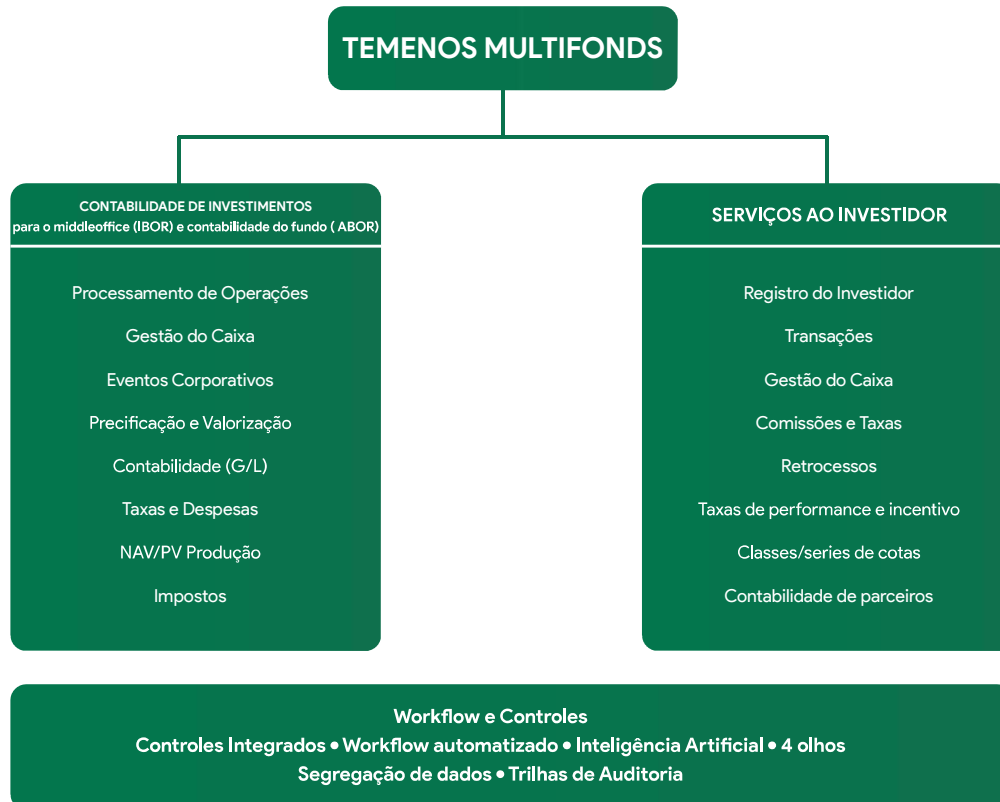 TEMENOS MULTIFONDS
CONTABILIDADE DE INVESTIMENTOS
para o middleoffice (IBOR) e contabilidade do fundo ( ABOR)
Processamento de Operações
Gestão do Caixa
Eventos Corporativos
Precificação e Valorização
Contabilidade (G/L)
Taxas e Despesas
NAV/PV Produção
Impostos
SERVIÇOS AO INVESTIDOR
Registro do Investidor
Transações
Gestão do Caixa
Comissões e Taxas
Retrocessos
Taxas de performance e incentivo
Classes/series de cotas
Contabilidade de parceiros
Workflow e Controles
Controles Integrados • Workflow automatizado • Inteligência Artificial • 4 olhos
Segregação de dados • Trilhas de Auditoria